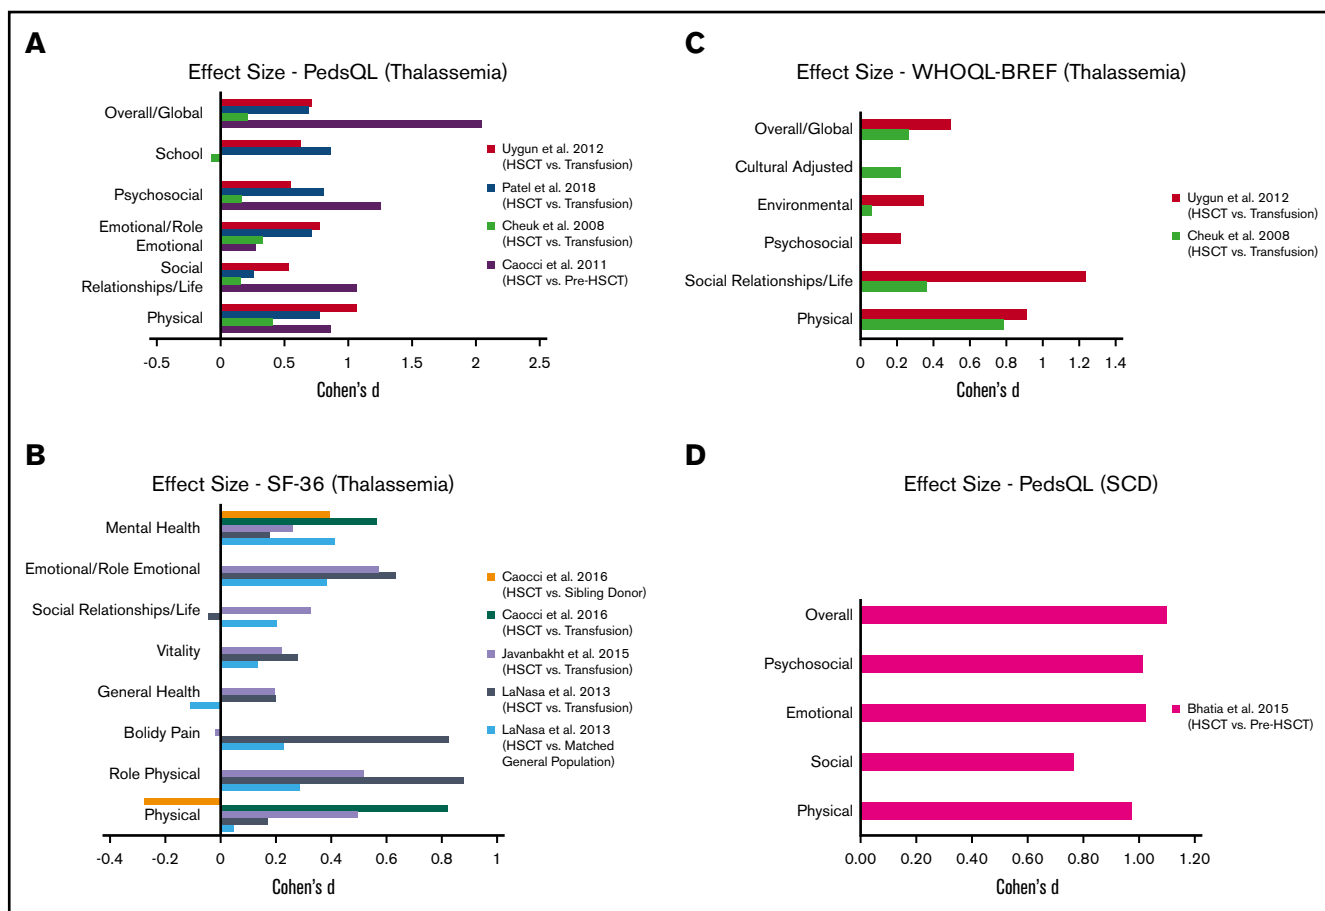 A
Effect Size - PedsQL (Thalassemia)
Overall/Global
School
Psychosocial
Emotional/Role
Emotional
Social
Relationships/Life
Physical
-0.5 0 0.5 1 1.5 2 2.5
Cohen's d
Uygun et al. 2012
(HSCT vs. Transfusion)
Patel et al. 2018
(HSCT vs. Transfusion)
Cheuk et al. 2008
(HSCT vs. Transfusion)
Caocci et al. 2011
(HSCT vs. Pre-HSCT)
C
Effect Size - WHOQL-BREF (Thalassemia)
Overall/Global
Cultural Adjusted
Environmental
Psychosocial
Social Relationships/Life
Physical
0 0.2 0.4 0.6 0.8 1 1.2 1.4
Cohen's d
Uygun et al. 2012
(HSCT vs. Transfusion)
Cheuk et al. 2008
(HSCT vs. Transfusion)
B
Effect Size - SF-36 (Thalassemia)
Mental Health
Emotional/Role Emotional
Social Relationships/Life
Vitality
General Health
Bolidy Pain
Role Physical
Physical
-0.4 -0.2 0 0.2 0.4 0.6 0.8 1
Cohen's d
Caocci et al. 2016
(HSCT vs Sibling Donor)
Caocci et al. 2016
(HSCT vs. Transfusion)
Javanbakht et al. 2015
(HSCT vs. Transfusion)
LaNasa et al. 2013
(HSCT vs. Transfusion)
LaNasa et al. 2013
(HSCT vs. Matched
General Population)
D
Effect Size - PedsQL (SCD)
Overall
Psychosocial
Emotional
Social
Physical
0.00 0.20 0.40 0.60 0.80 1.00 1.20
Cohen's d
Bhatia et al. 2015
(HSCT vs. Pre-HSCT)